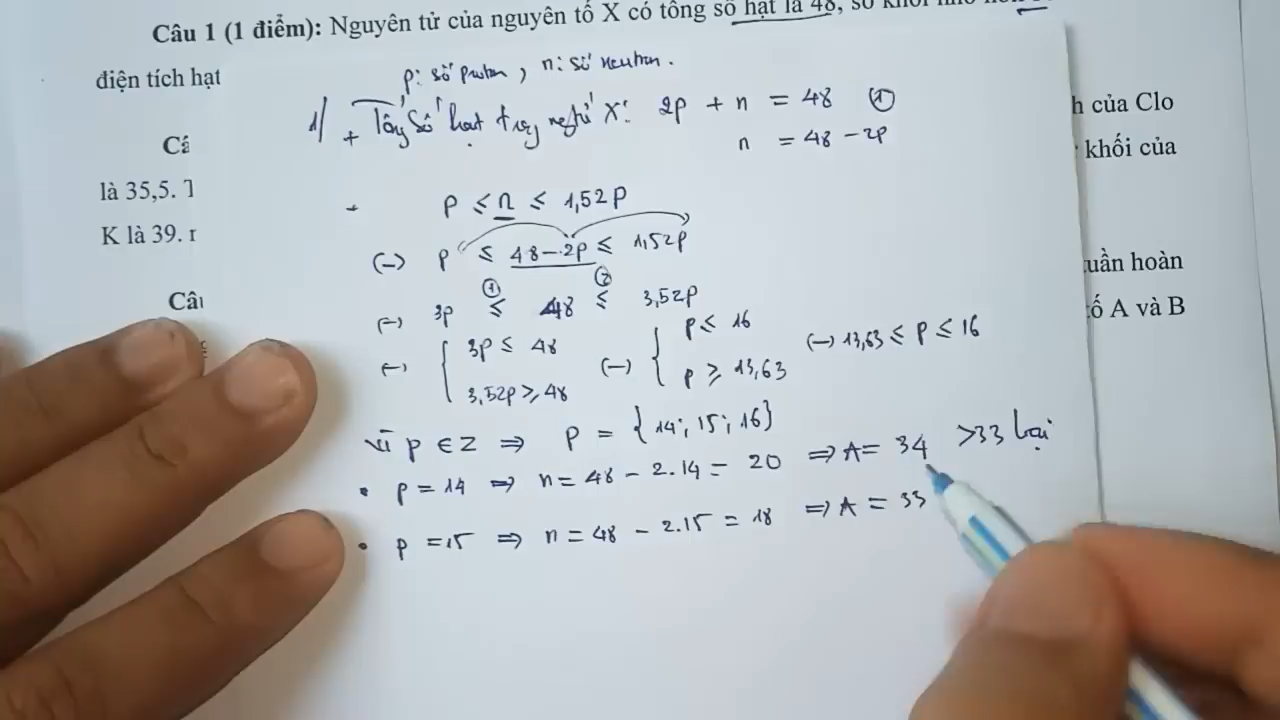 Câu 1 (1 điểm): Nguyên tử của nguyên tố X có tổng số hạt là 48, số khối nhỏ
điện tích hạt
p: số proton, n: số neutron.
1/ + Tổng số hạt trong ngtử X: 2p + n = 48 ①
n = 48 - 2p
h của Clo
khối của
là 35,5. T
K là 39. r
p ≤ n ≤ 1,52p
(-) p ≤ 48-2p ≤ 1,52p
① ②
(-) 3p ≤ 48 ≤ 3,52p
(-) { 3p ≤ 48 (-) { p ≤ 16 (-) 13,63 ≤ p ≤ 16
3,52p ≥ 48 p ≥ 13,63
uần hoàn
Câu
ố A và B
vì p ∈ Z ⇒ p = {14; 15; 16}
• p = 14 ⇒ n = 48 - 2.14 = 20 ⇒ A = 34 >33 loại
• p = 15 ⇒ n = 48 - 2.15 = 18 ⇒ A = 33